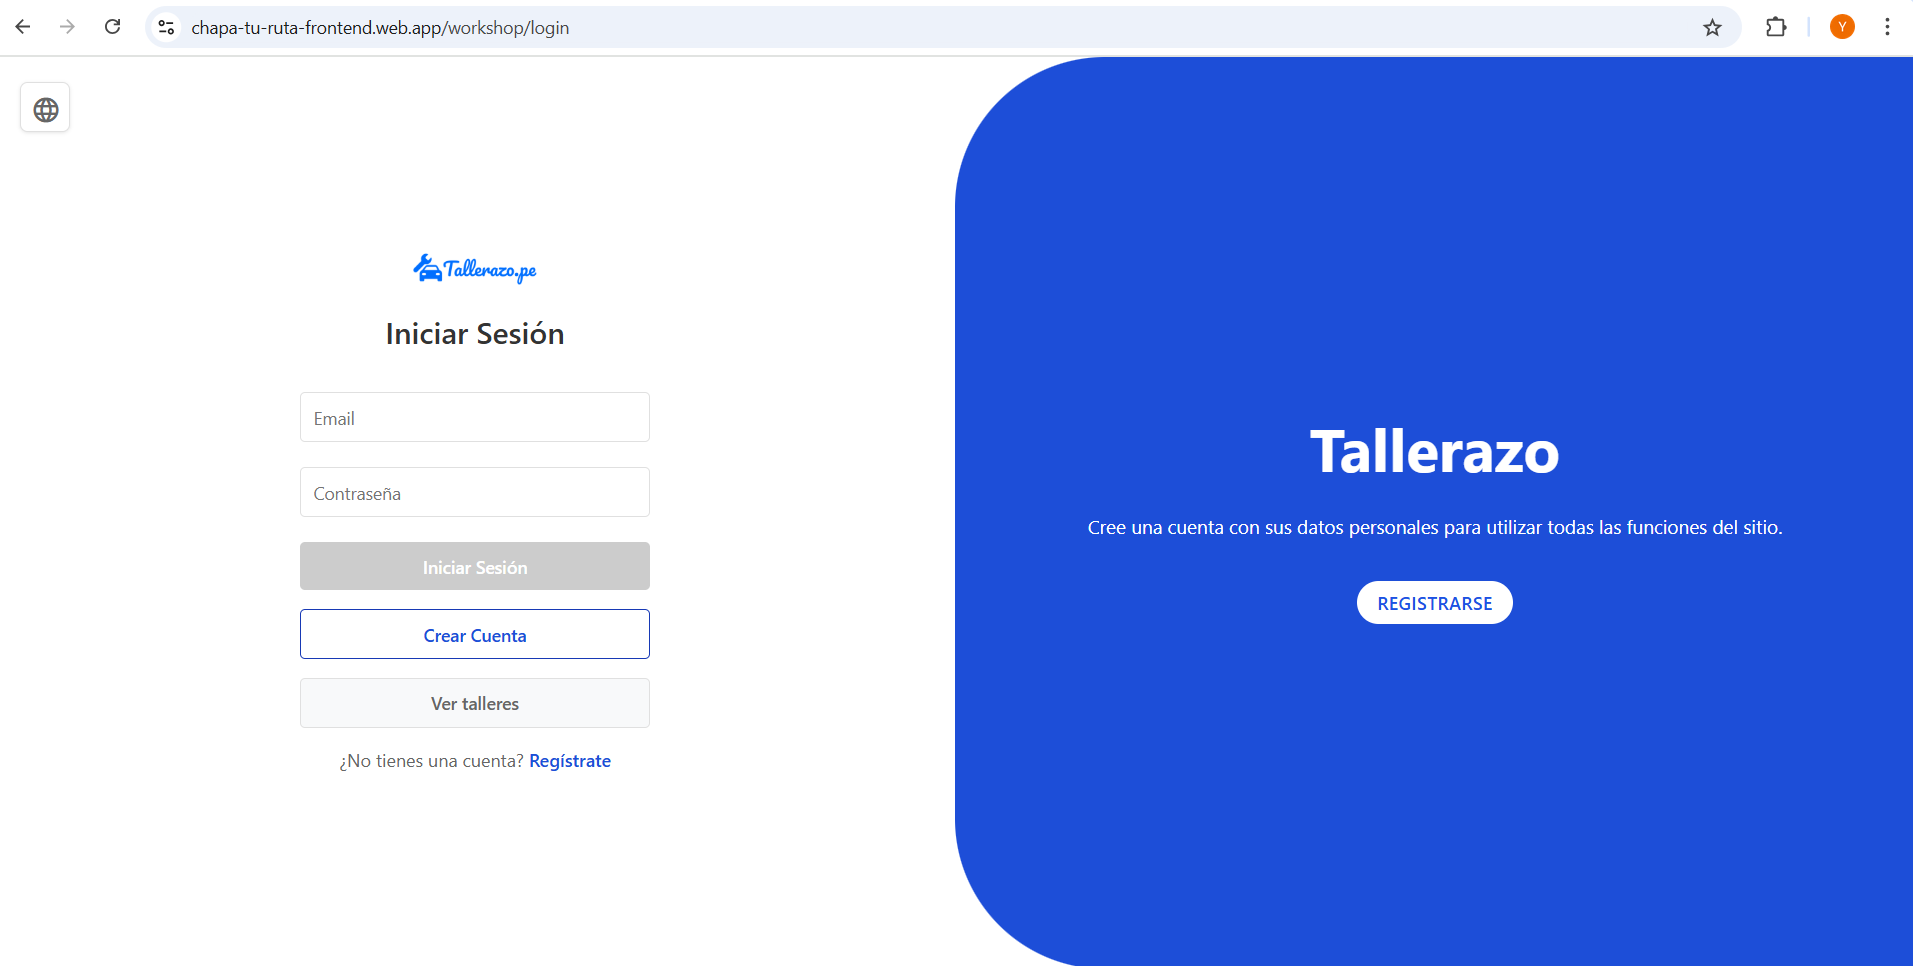 chapa-tu-ruta-frontend.web.app/workshop/login
Y
Tallerazo.pe
Iniciar Sesión
Email
Contraseña
Iniciar Sesión
Crear Cuenta
Ver talleres
¿No tienes una cuenta? Regístrate
Tallerazo
Cree una cuenta con sus datos personales para utilizar todas las funciones del sitio.
REGISTRARSE